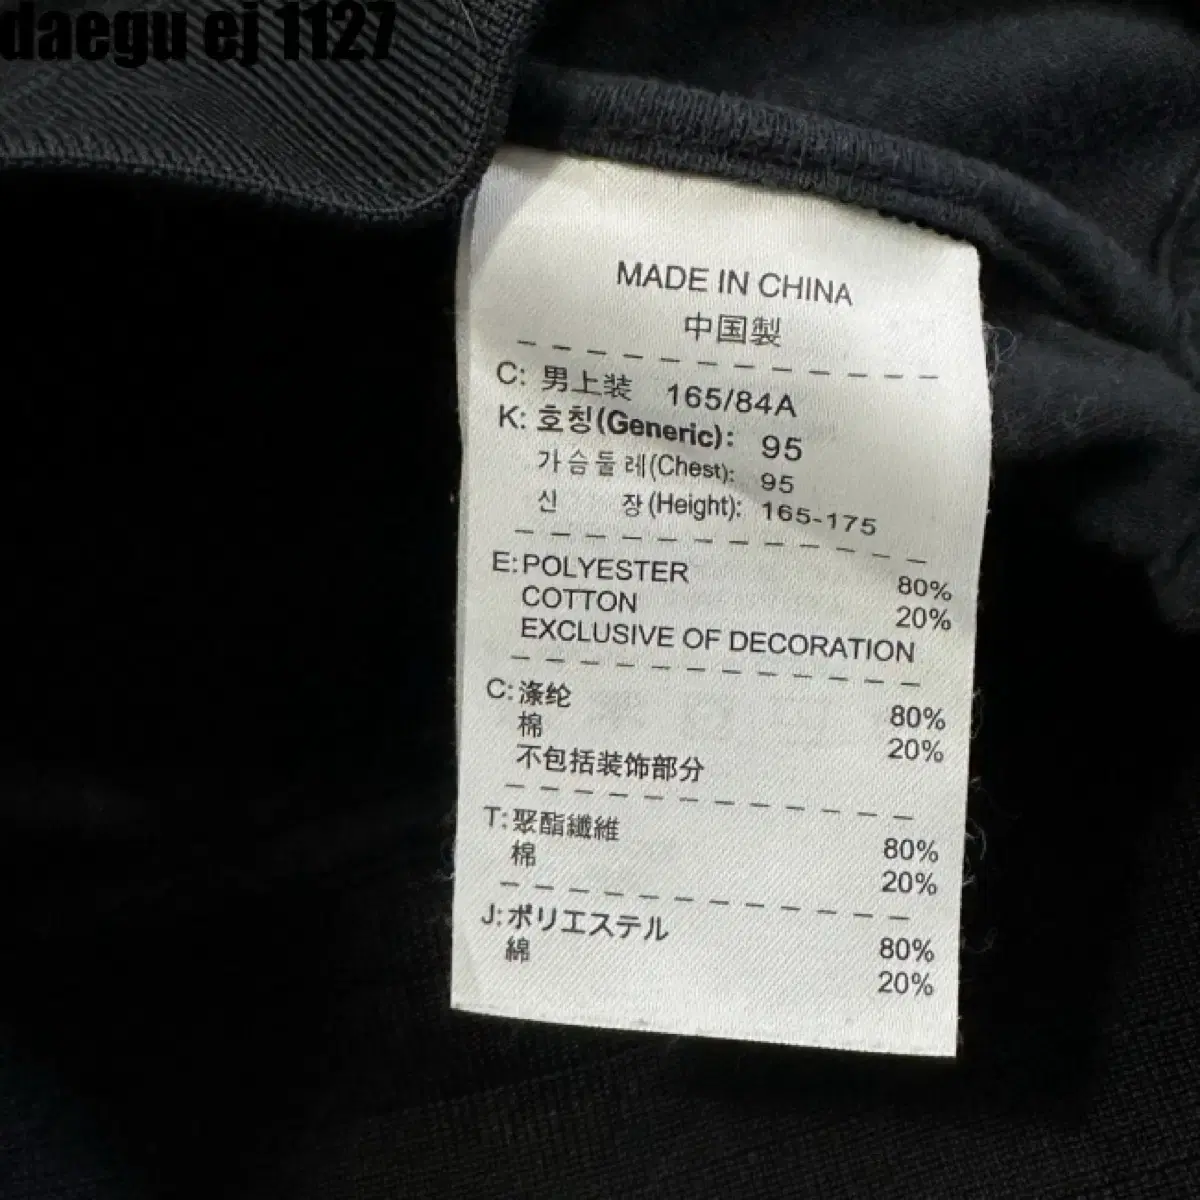 daegu ej 1127
MADE IN CHINA
中国製
C: 男上装 165/84A
K: 호칭(Generic): 95
가슴둘레(Chest): 95
신 장(Height): 165-175
E:POLYESTER 80%
COTTON 20%
EXCLUSIVE OF DECORATION
C:涤纶 80%
棉 20%
不包括装饰部分
T:聚酯纖維 80%
棉 20%
J:ポリエステル 80%
綿 20%